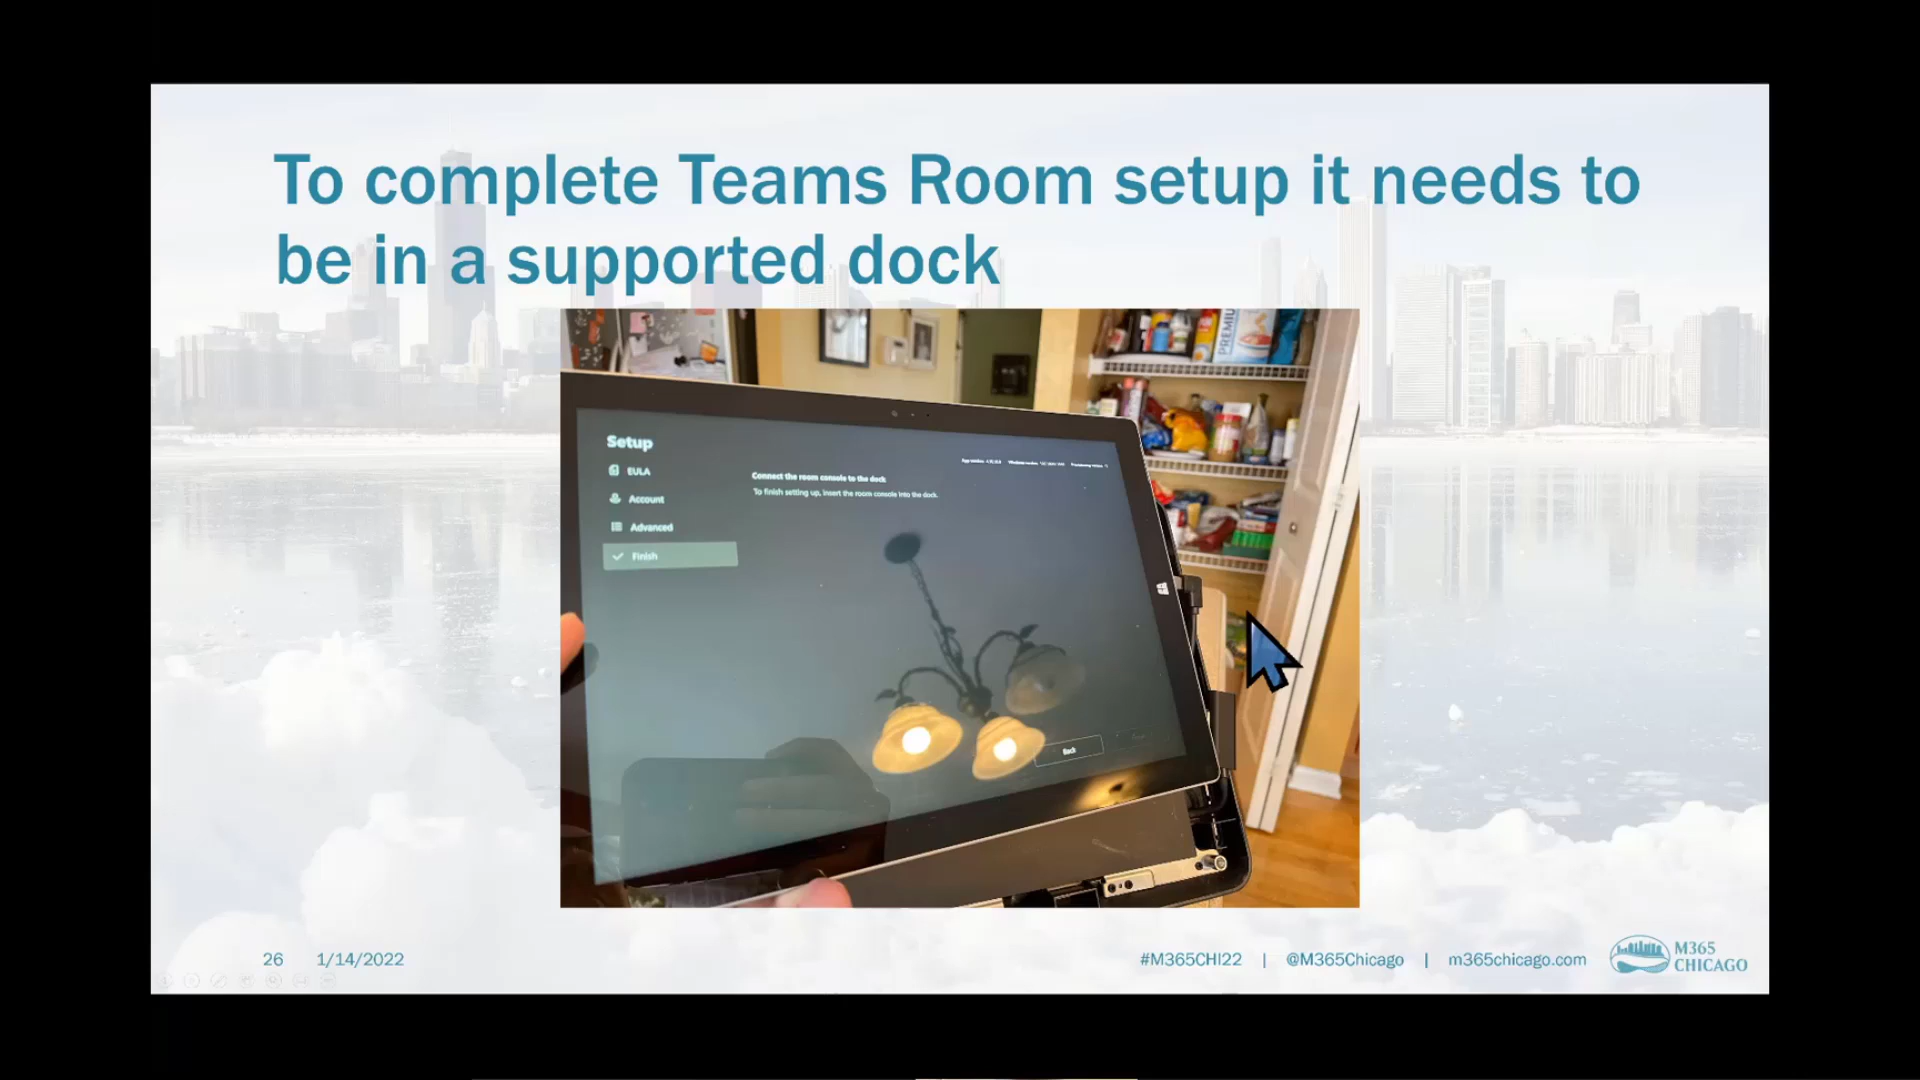 To complete Teams Room setup it needs to
be in a supported dock
PREMIU
Setup
EULA
Account
Advanced
Finish
Connect the room console to the dock
To finish setting up, insert the room console into the dock.
Back
26 1/14/2022
#M365CHI22 | @M365Chicago | m365chicago.com
M365
CHICAGO